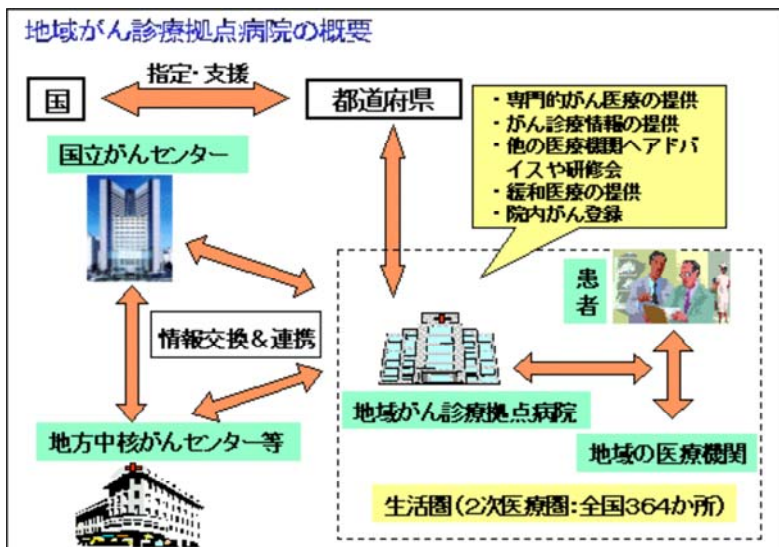 地域がん診療拠点病院の概要
指定・支援
国
都道府県
・専門的がん医療の提供
・がん診療情報の提供
・他の医療機関へアドバ
イスや研修会
・緩和医療の提供
・院内がん登録
国立がんセンター
患
者
情報交換&連携
地域がん診療拠点病院
地方中核がんセンター等
地域の医療機関
生活圏(2次医療圏:全国364か所)